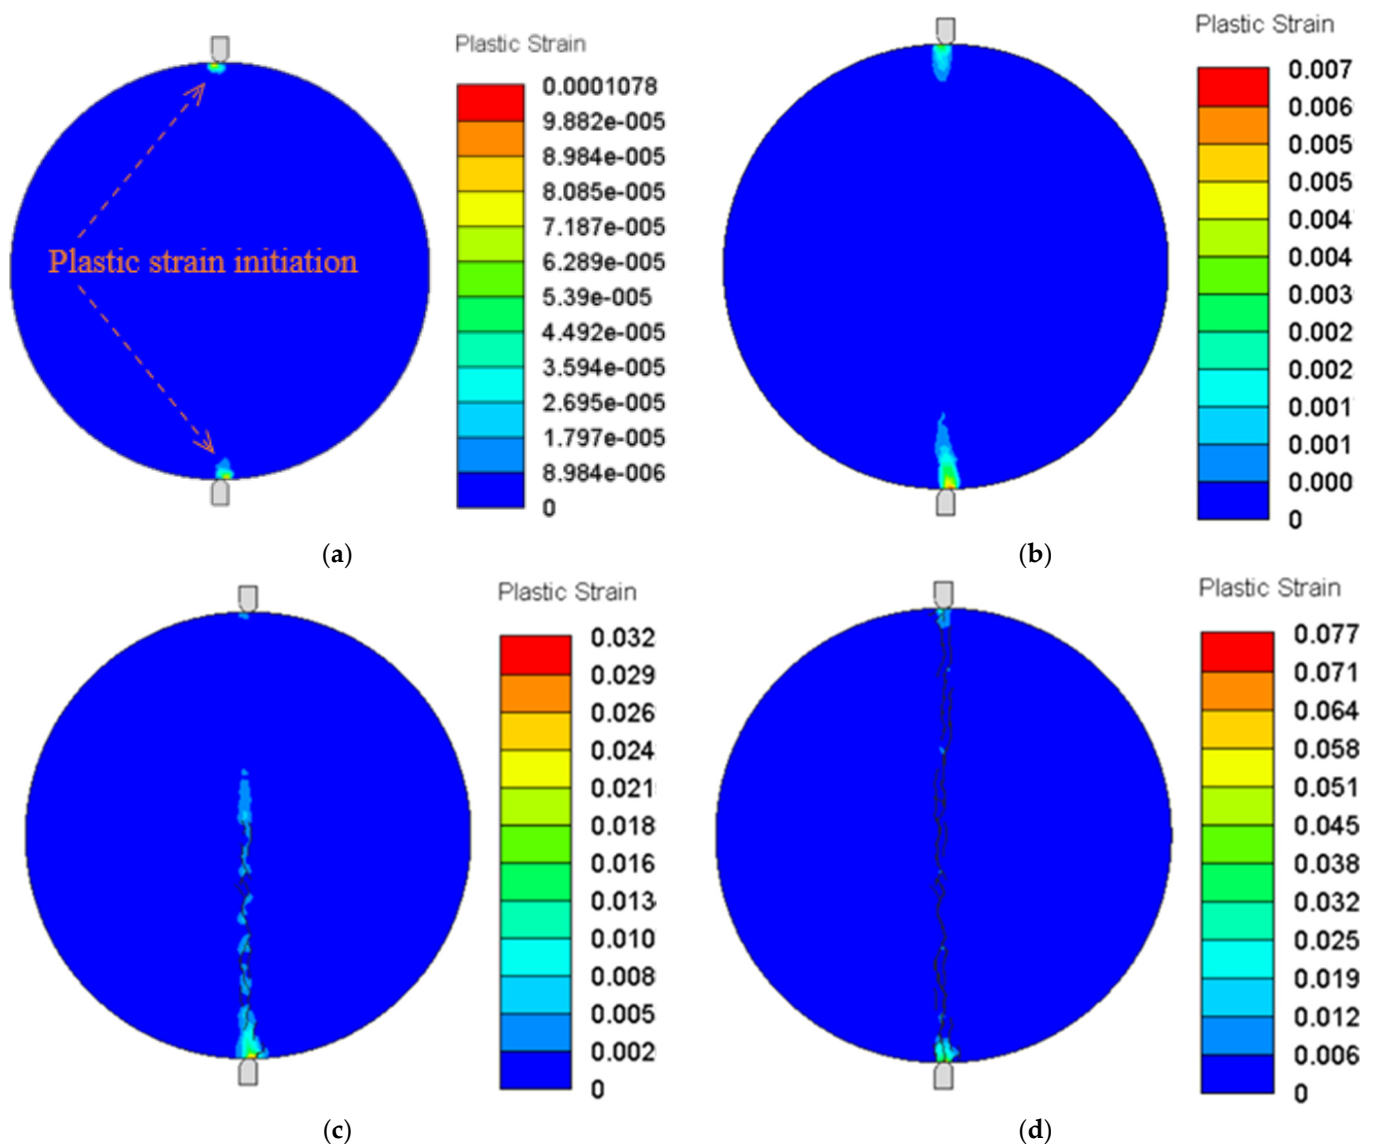 Plastic Strain
0.0001078
9.882e-005
8.984e-005
8.085e-005
7.187e-005
6.289e-005
5.39e-005
4.492e-005
3.594e-005
2.695e-005
1.797e-005
8.984e-006
0
Plastic strain initiation
(a)
Plastic Strain
0.007
0.006
0.005
0.005
0.004
0.004
0.003
0.002
0.002
0.001
0.001
0.000
0
(b)
Plastic Strain
0.032
0.029
0.026
0.024
0.021
0.018
0.016
0.013
0.010
0.008
0.005
0.002
0
(c)
Plastic Strain
0.077
0.071
0.064
0.058
0.051
0.045
0.038
0.032
0.025
0.019
0.012
0.006
0
(d)